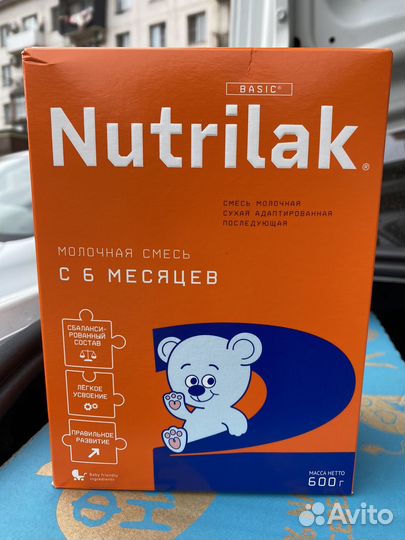 BASIC®
Nutrilak®
СМЕСЬ МОЛОЧНАЯ
СУХАЯ АДАПТИРОВАННАЯ
ПОСЛЕДУЮЩАЯ
МОЛОЧНАЯ СМЕСЬ
С 6 МЕСЯЦЕВ
СБАЛАНСИ-
РОВАННЫЙ
СОСТАВ
ЛЁГКОЕ
УСВОЕНИЕ
ПРАВИЛЬНОЕ
РАЗВИТИЕ
2
Baby friendly
ingredients
МАССА НЕТТО
600 г
Avito